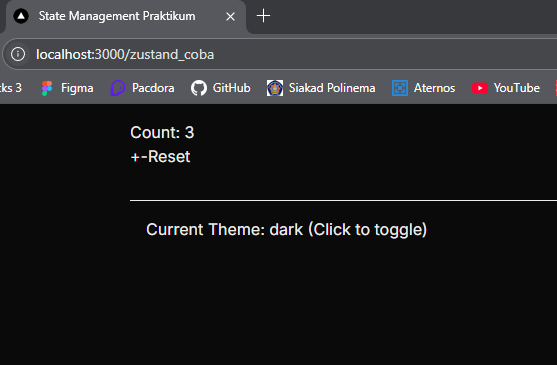 State Management Praktikum
localhost:3000/zustand_coba
cks 3 Figma Pacdora GitHub Siakad Polinema Aternos YouTube
Count: 3
+-Reset
Current Theme: dark (Click to toggle)